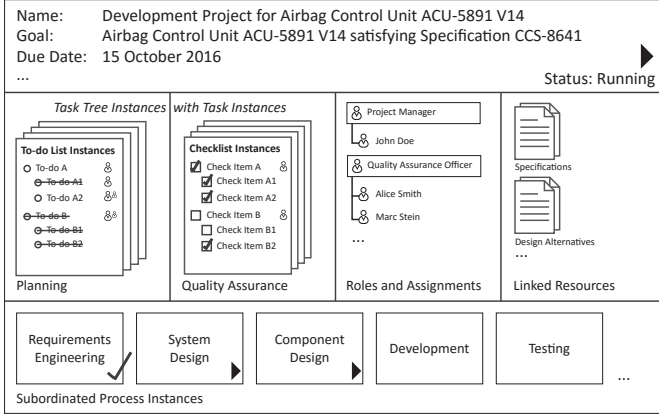 Name: Development Project for Airbag Control Unit ACU-5891 V14
Goal: Airbag Control Unit ACU-5891 V14 satisfying Specification CCS-8641
Due Date: 15 October 2016
...
Status: Running
Task Tree Instances with Task Instances
To-do List Instances
To-do A
To-do A1
To-do A2
To-do B
To-do B1
To-do B2
Planning
Checklist Instances
Check Item A
Check Item A1
Check Item A2
Check Item B
Check Item B1
Check Item B2
Quality Assurance
Project Manager
John Doe
Quality Assurance Officer
Alice Smith
Marc Stein
...
Roles and Assignments
Specifications
Design Alternatives
...
Linked Resources
Requirements
Engineering
System
Design
Component
Design
Development
Testing
...
Subordinated Process Instances